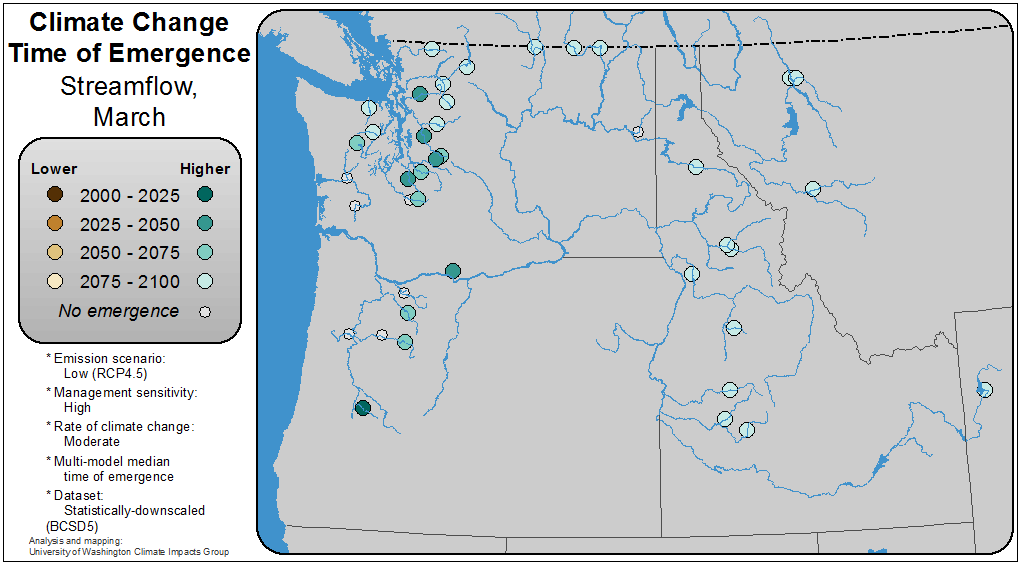 Climate Change
Time of Emergence
Streamflow,
March
Lower Higher
2000 - 2025
2025 - 2050
2050 - 2075
2075 - 2100
No emergence
* Emission scenario:
Low (RCP4.5)
* Management sensitivity:
High
* Rate of climate change:
Moderate
* Multi-model median
time of emergence
* Dataset:
Statistically-downscaled
(BCSD5)
Analysis and mapping:
University of Washington Climate Impacts Group